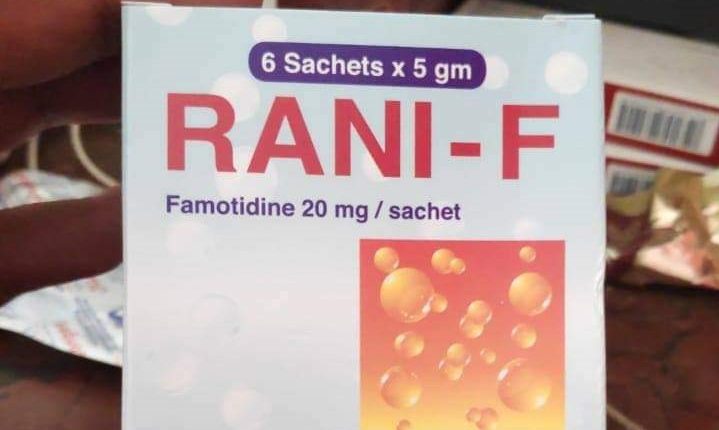 6 Sachets x 5 gm
RANI-F
Famotidine 20 mg / sachet